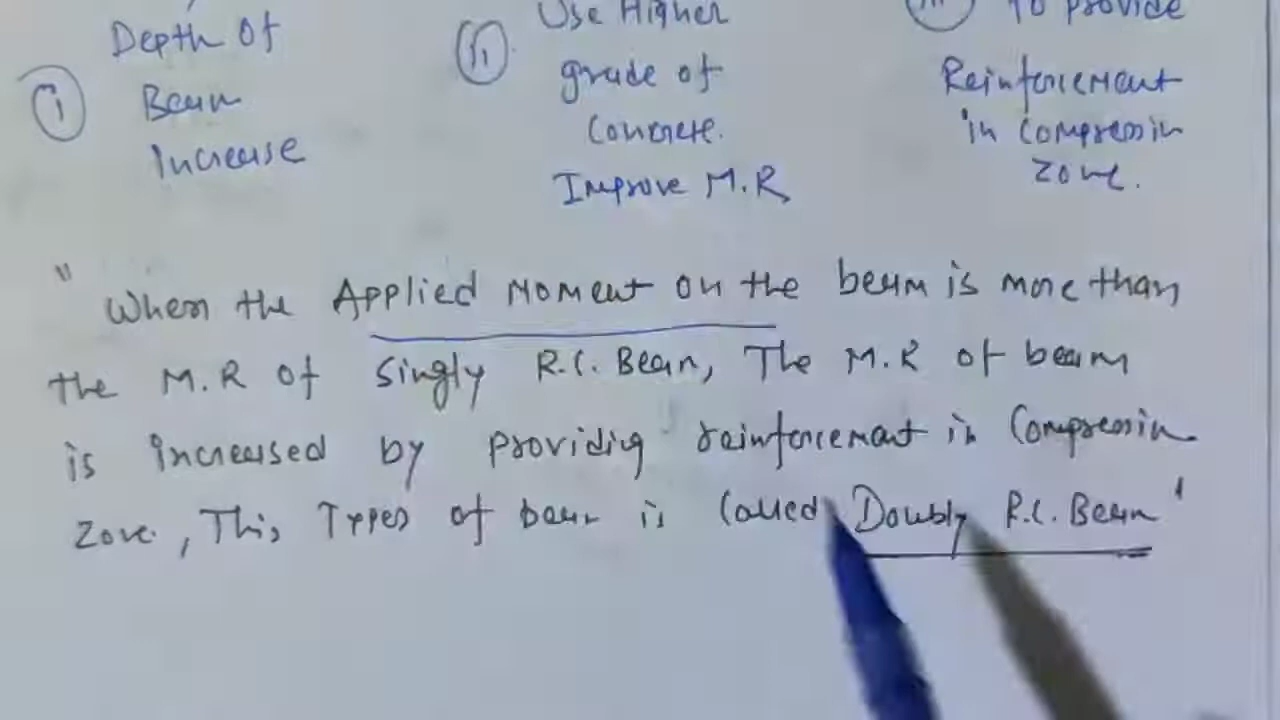 Depth of
Beam
Increase
(i)
Use Higher
grade of
Concrete.
Improve M.R
(ii)
To provide
Reinforcement
in compression
zone.
(iii)
"When the Applied Moment on the beam is more than
the M.R of singly R.C. Beam, The M.R of beam
is increased by providing reinforcement in Compression
zone, This Types of beam is called Doubly R.C. Beam'